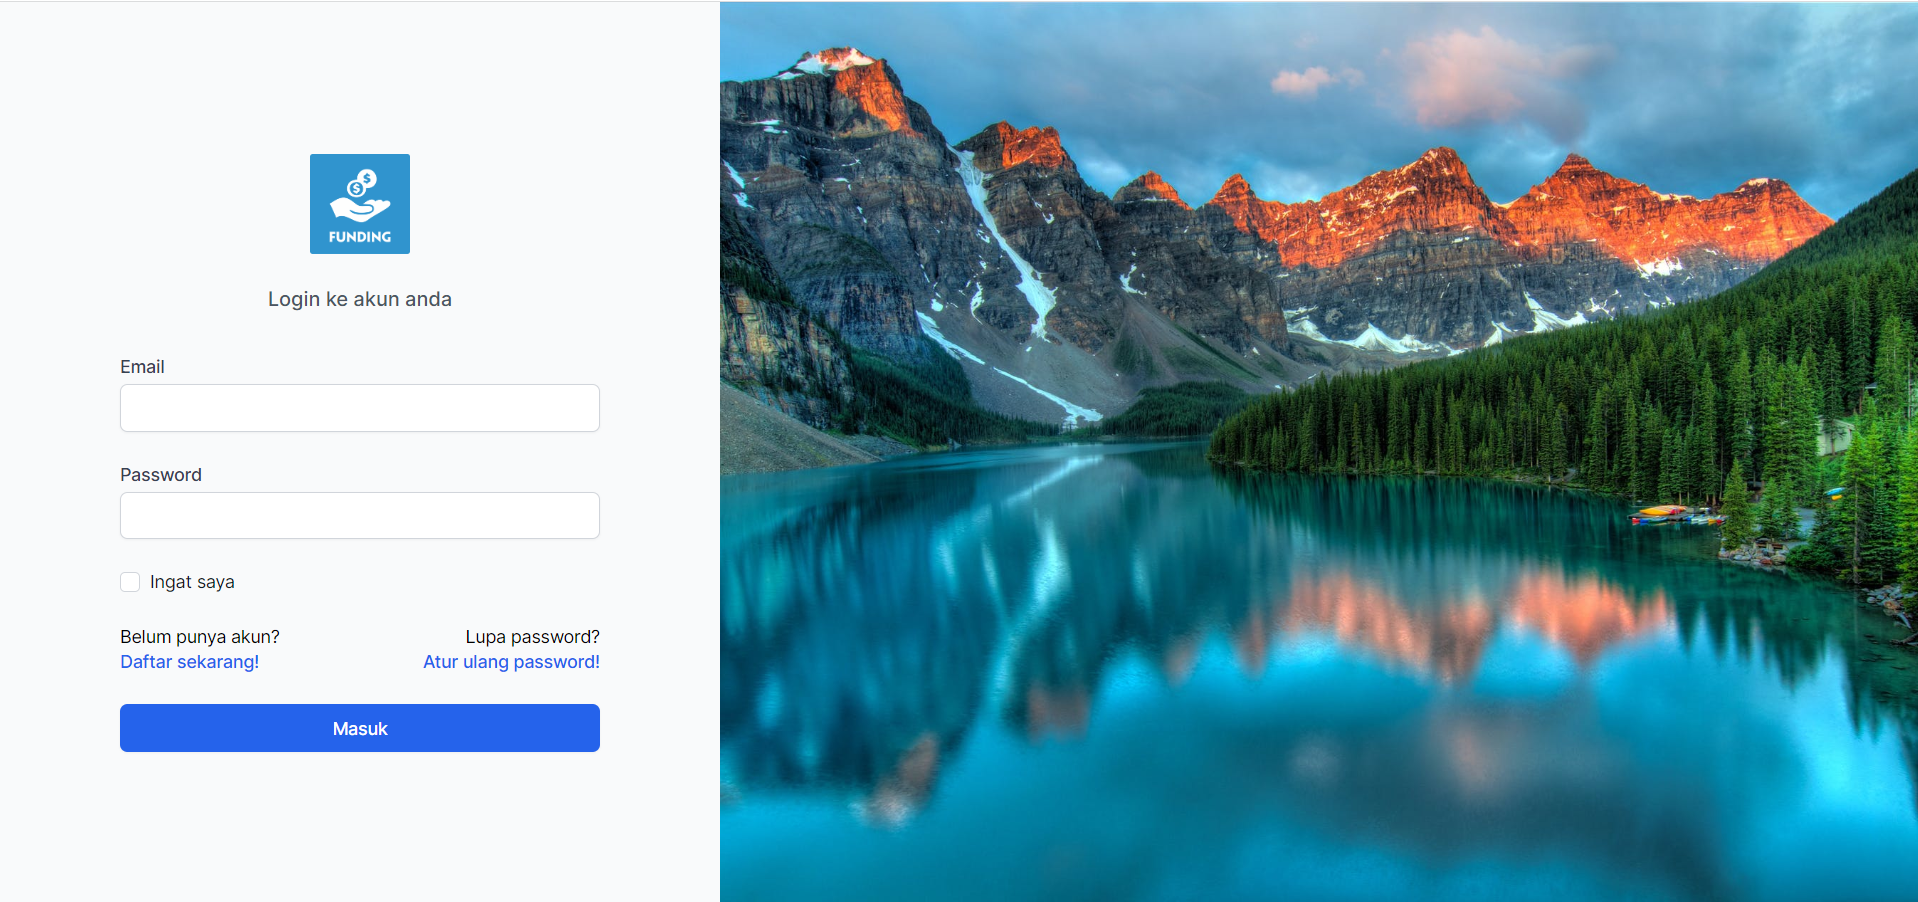 $
$
FUNDING
Login ke akun anda
Email
Password
Ingat saya
Belum punya akun?
Daftar sekarang!
Lupa password?
Atur ulang password!
Masuk